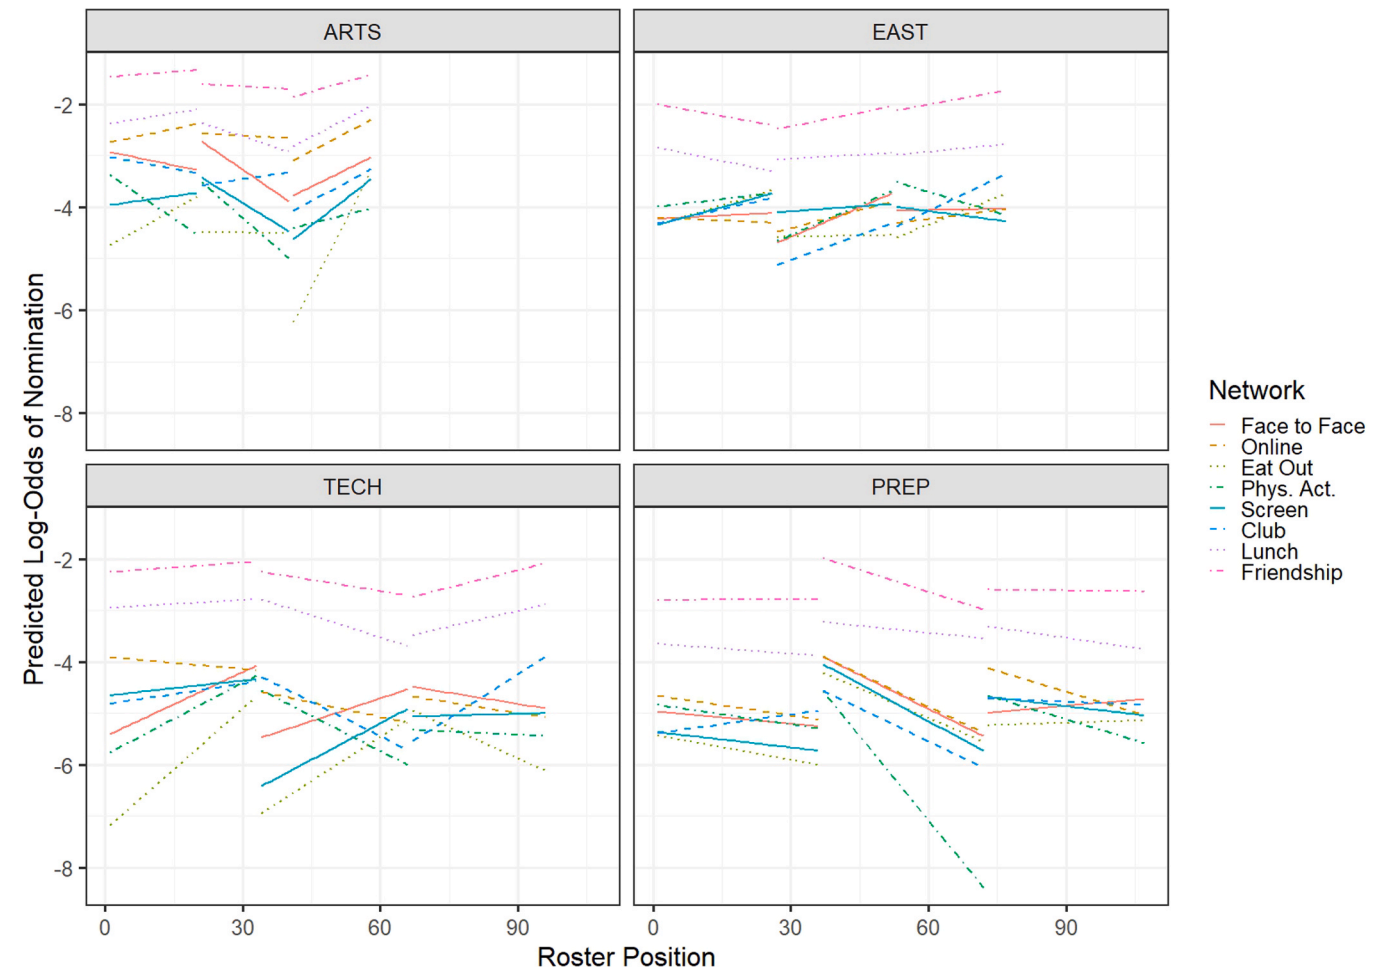 ARTS
EAST
-2
-4
-6
-8
TECH
PREP
-2
-4
-6
-8
0
30
60
90
0
30
60
90
Roster Position
Predicted Log-Odds of Nomination
Network
Face to Face
Online
Eat Out
Phys. Act.
Screen
Club
Lunch
Friendship